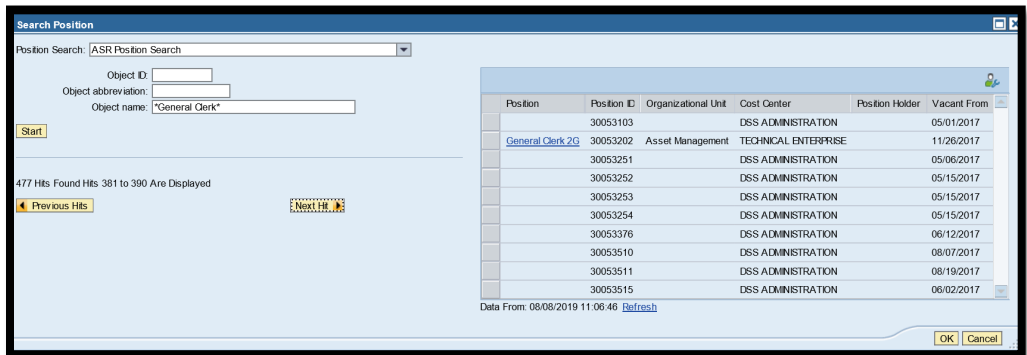 Search Position
Position Search: ASR Position Search
Object ID:
Object abbreviation:
Object name: *General Clerk*
Start
477 Hits Found Hits 381 to 390 Are Displayed
Previous Hits Next Hit
Position Position ID Organizational Unit Cost Center Position Holder Vacant From
30053103 DSS ADMINISTRATION 05/01/2017
General Clerk 2G 30053202 Asset Management TECHNICAL ENTERPRISE 11/26/2017
30053251 DSS ADMINISTRATION 05/06/2017
30053252 DSS ADMINISTRATION 05/15/2017
30053253 DSS ADMINISTRATION 05/15/2017
30053254 DSS ADMINISTRATION 05/15/2017
30053376 DSS ADMINISTRATION 06/12/2017
30053510 DSS ADMINISTRATION 08/07/2017
30053511 DSS ADMINISTRATION 08/19/2017
30053515 DSS ADMINISTRATION 06/02/2017
Data From: 08/08/2019 11:06:46 Refresh
OK Cancel